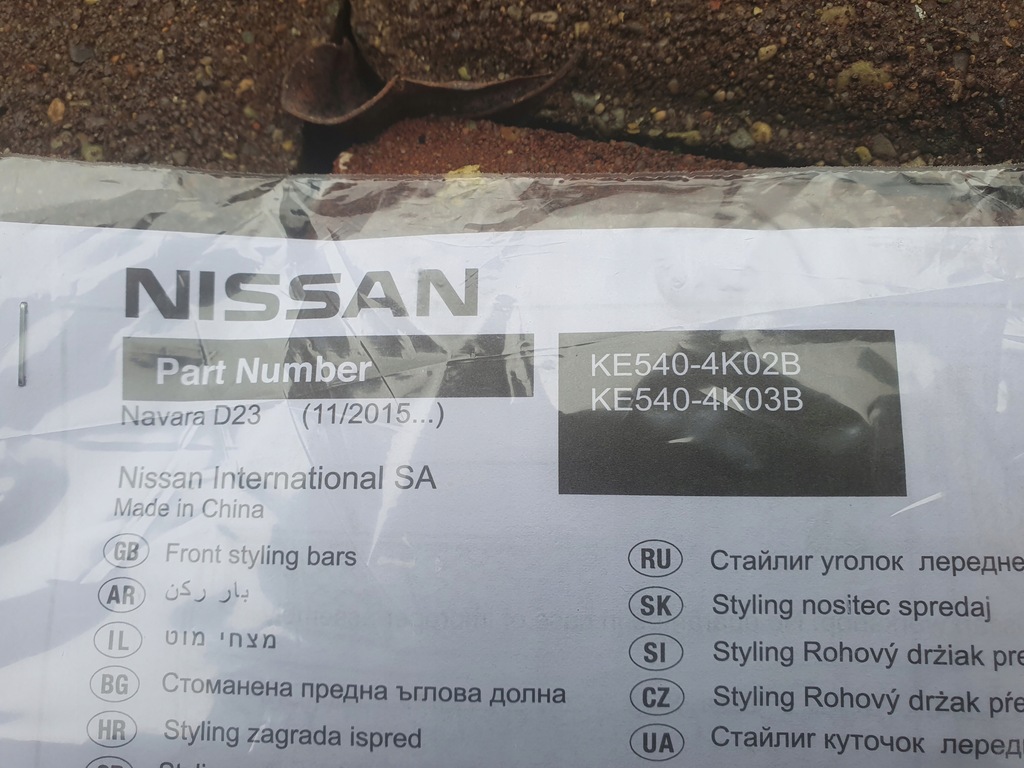 NISSAN
Part Number
KE540-4K02B
KE540-4K03B
Navara D23 (11/2015...)
Nissan International SA
Made in China
GB Front styling bars
AR بار ركن
IL מצחי מוט
BG Стоманена предна ъглова долна
HR Styling zagrada ispred
RU Стайлиг уголок передне
SK Styling nositec spredaj
SI Styling Rohový držiak pre
CZ Styling Rohový držak pře
UA Стайлиг куточок перед